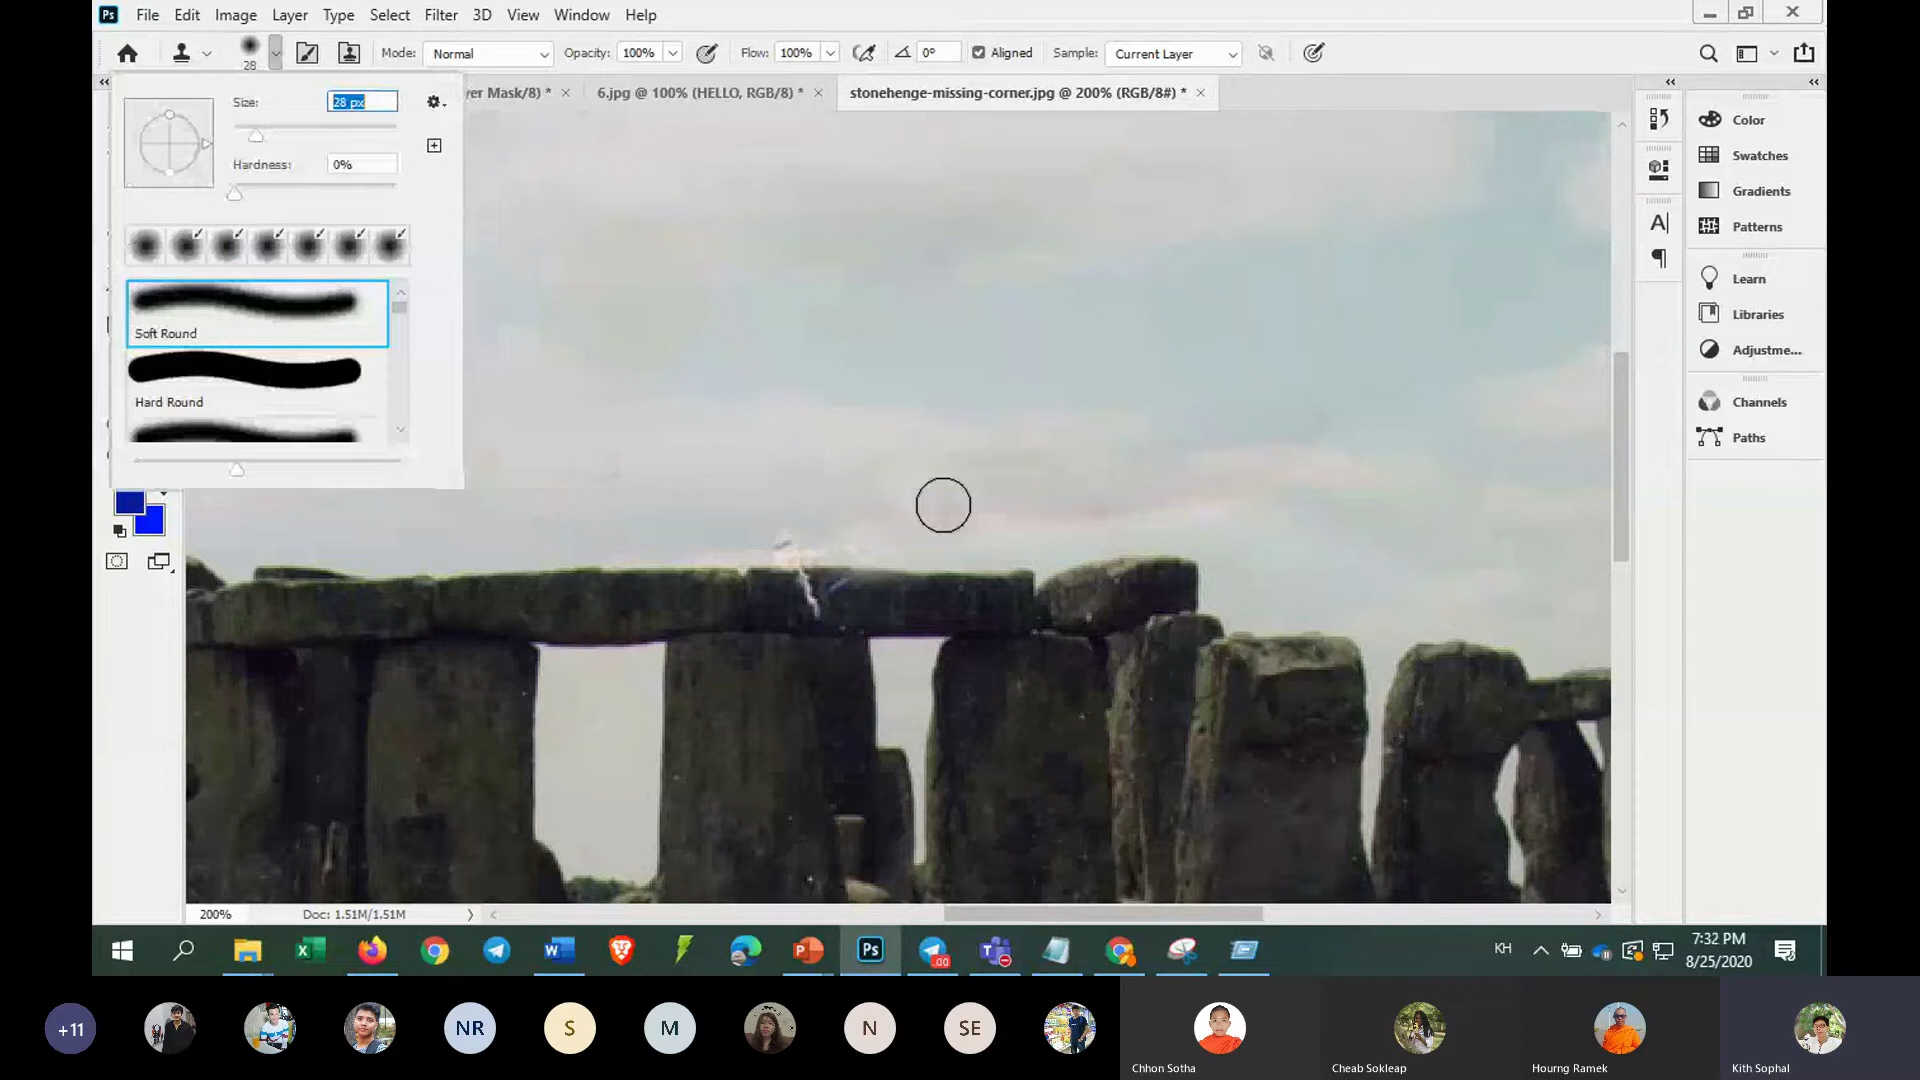 Ps File Edit Image Layer Type Select Filter 3D View Window Help
28 Mode: Normal Opacity: 100% Flow: 100% 0° Aligned Sample: Current Layer
yer Mask/8) * 6.jpg @ 100% (HELLO, RGB/8) * stonehenge-missing-corner.jpg @ 200% (RGB/8#) *
Size: 28 px
Hardness: 0%
Soft Round
Hard Round
Color
Swatches
Gradients
Patterns
Learn
Libraries
Adjustme...
Channels
Paths
200% Doc: 1.51M/1.51M
KH 7:32 PM
8/25/2020
+11 NR S M N SE
Chhon Sotha Cheab Sokleap Hourng Ramek Kith Sophal